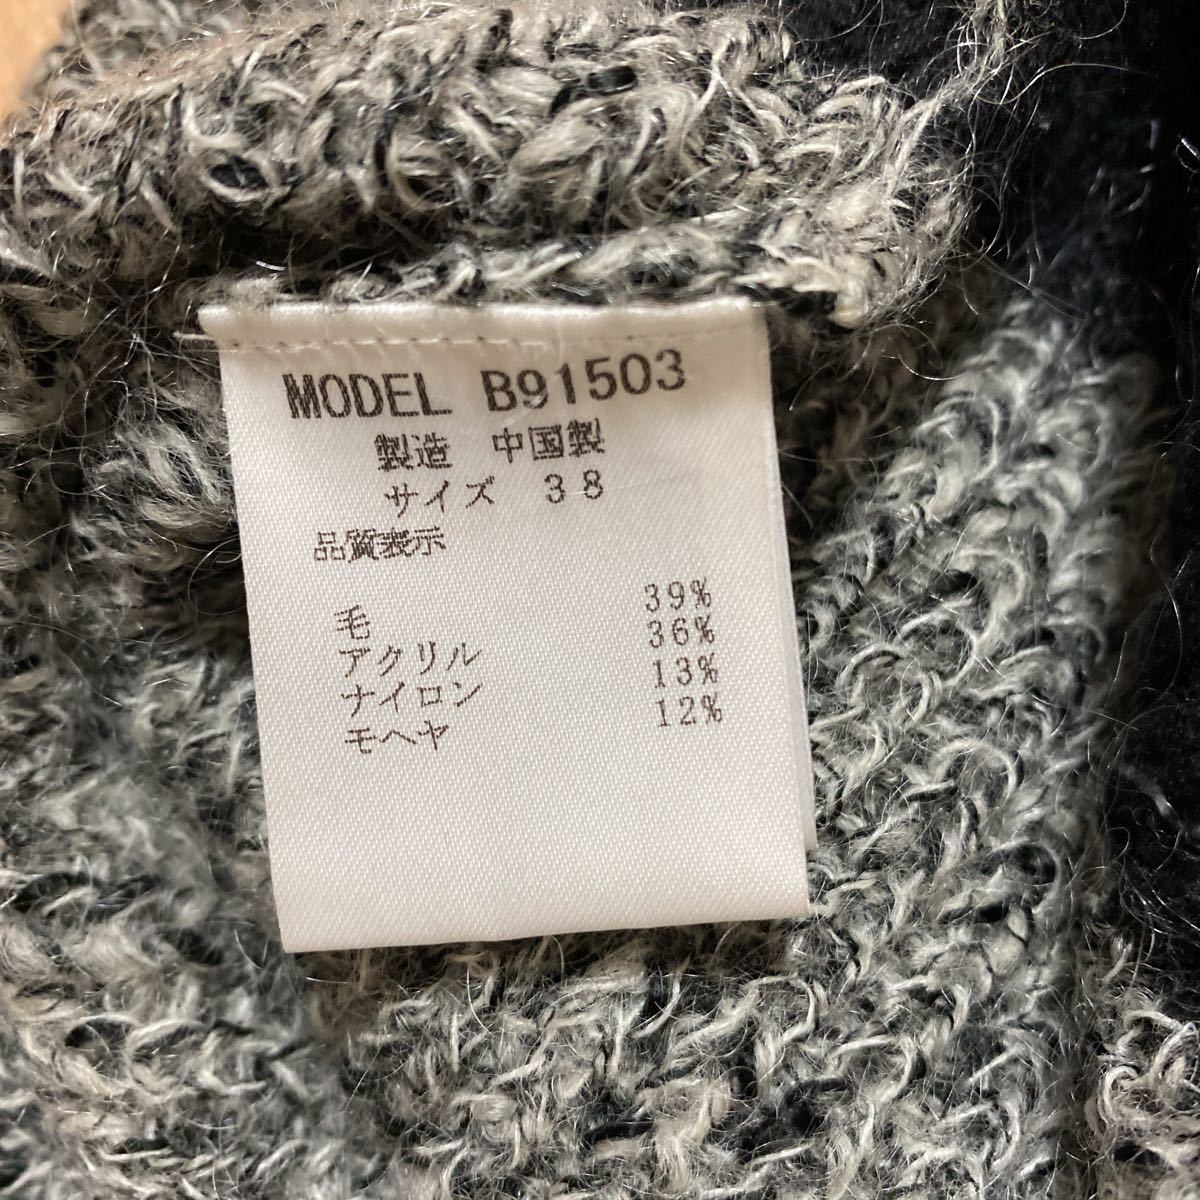 MODEL B91503
製造 中国製
サイズ 38
品質表示
毛 39%
アクリル 36%
ナイロン 13%
モヘヤ 12%